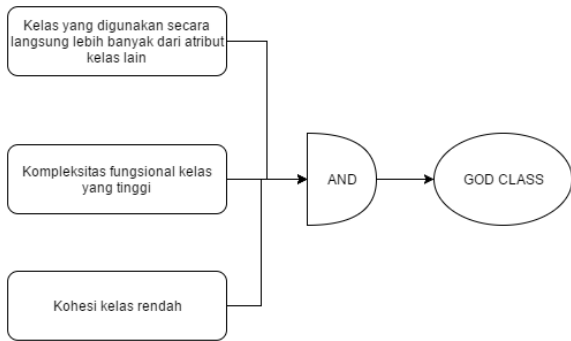 Kelas yang digunakan secara
langsung lebih banyak dari atribut
kelas lain
Kompleksitas fungsional kelas
yang tinggi
AND
GOD CLASS
Kohesi kelas rendah